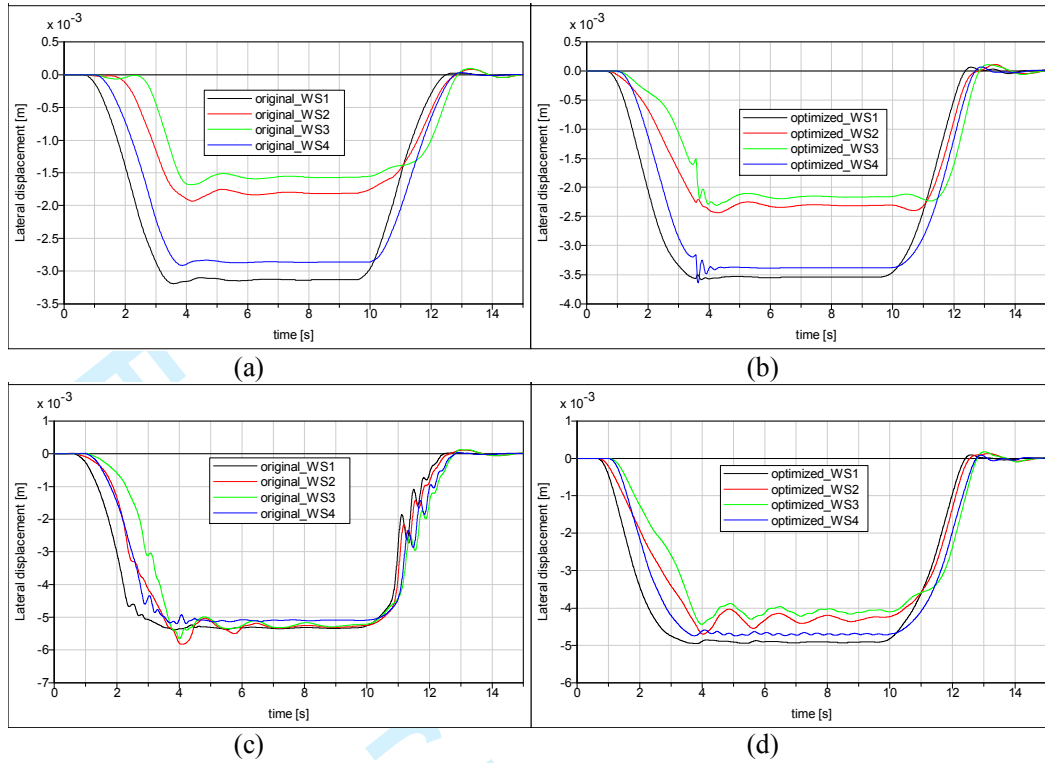 x 10⁻³
0.5
0.0
-0.5
-1.0
-1.5
-2.0
-2.5
-3.0
-3.5
Lateral displacement [m]
original_WS1
original_WS2
original_WS3
original_WS4
0 2 4 6 8 10 12 14
time [s]
(a)
x 10⁻³
0.5
0.0
-0.5
-1.0
-1.5
-2.0
-2.5
-3.0
-3.5
-4.0
Lateral displacement [m]
optimized_WS1
optimized_WS2
optimized_WS3
optimized_WS4
0 2 4 6 8 10 12 14
time [s]
(b)
x 10⁻³
1
0
-1
-2
-3
-4
-5
-6
-7
Lateral displacement [m]
original_WS1
original_WS2
original_WS3
original_WS4
0 2 4 6 8 10 12 14
time [s]
(c)
x 10⁻³
1
0
-1
-2
-3
-4
-5
-6
Lateral displacement [m]
optimized_WS1
optimized_WS2
optimized_WS3
optimized_WS4
0 2 4 6 8 10 12 14
time [s]
(d)